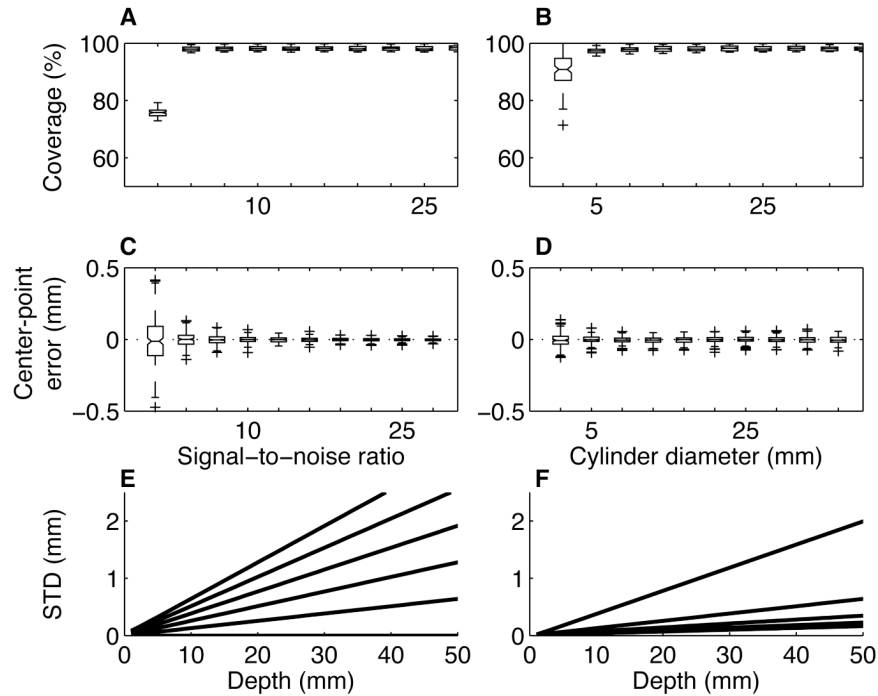 A
B
Coverage (%)
100
80
60
10
25
100
80
60
5
25
C
D
Center-point
error (mm)
0.5
0
−0.5
10
25
Signal−to−noise ratio
0.5
0
−0.5
5
25
Cylinder diameter (mm)
E
F
STD (mm)
2
1
0
0
10
20
30
40
50
Depth (mm)
2
1
0
0
10
20
30
40
50
Depth (mm)